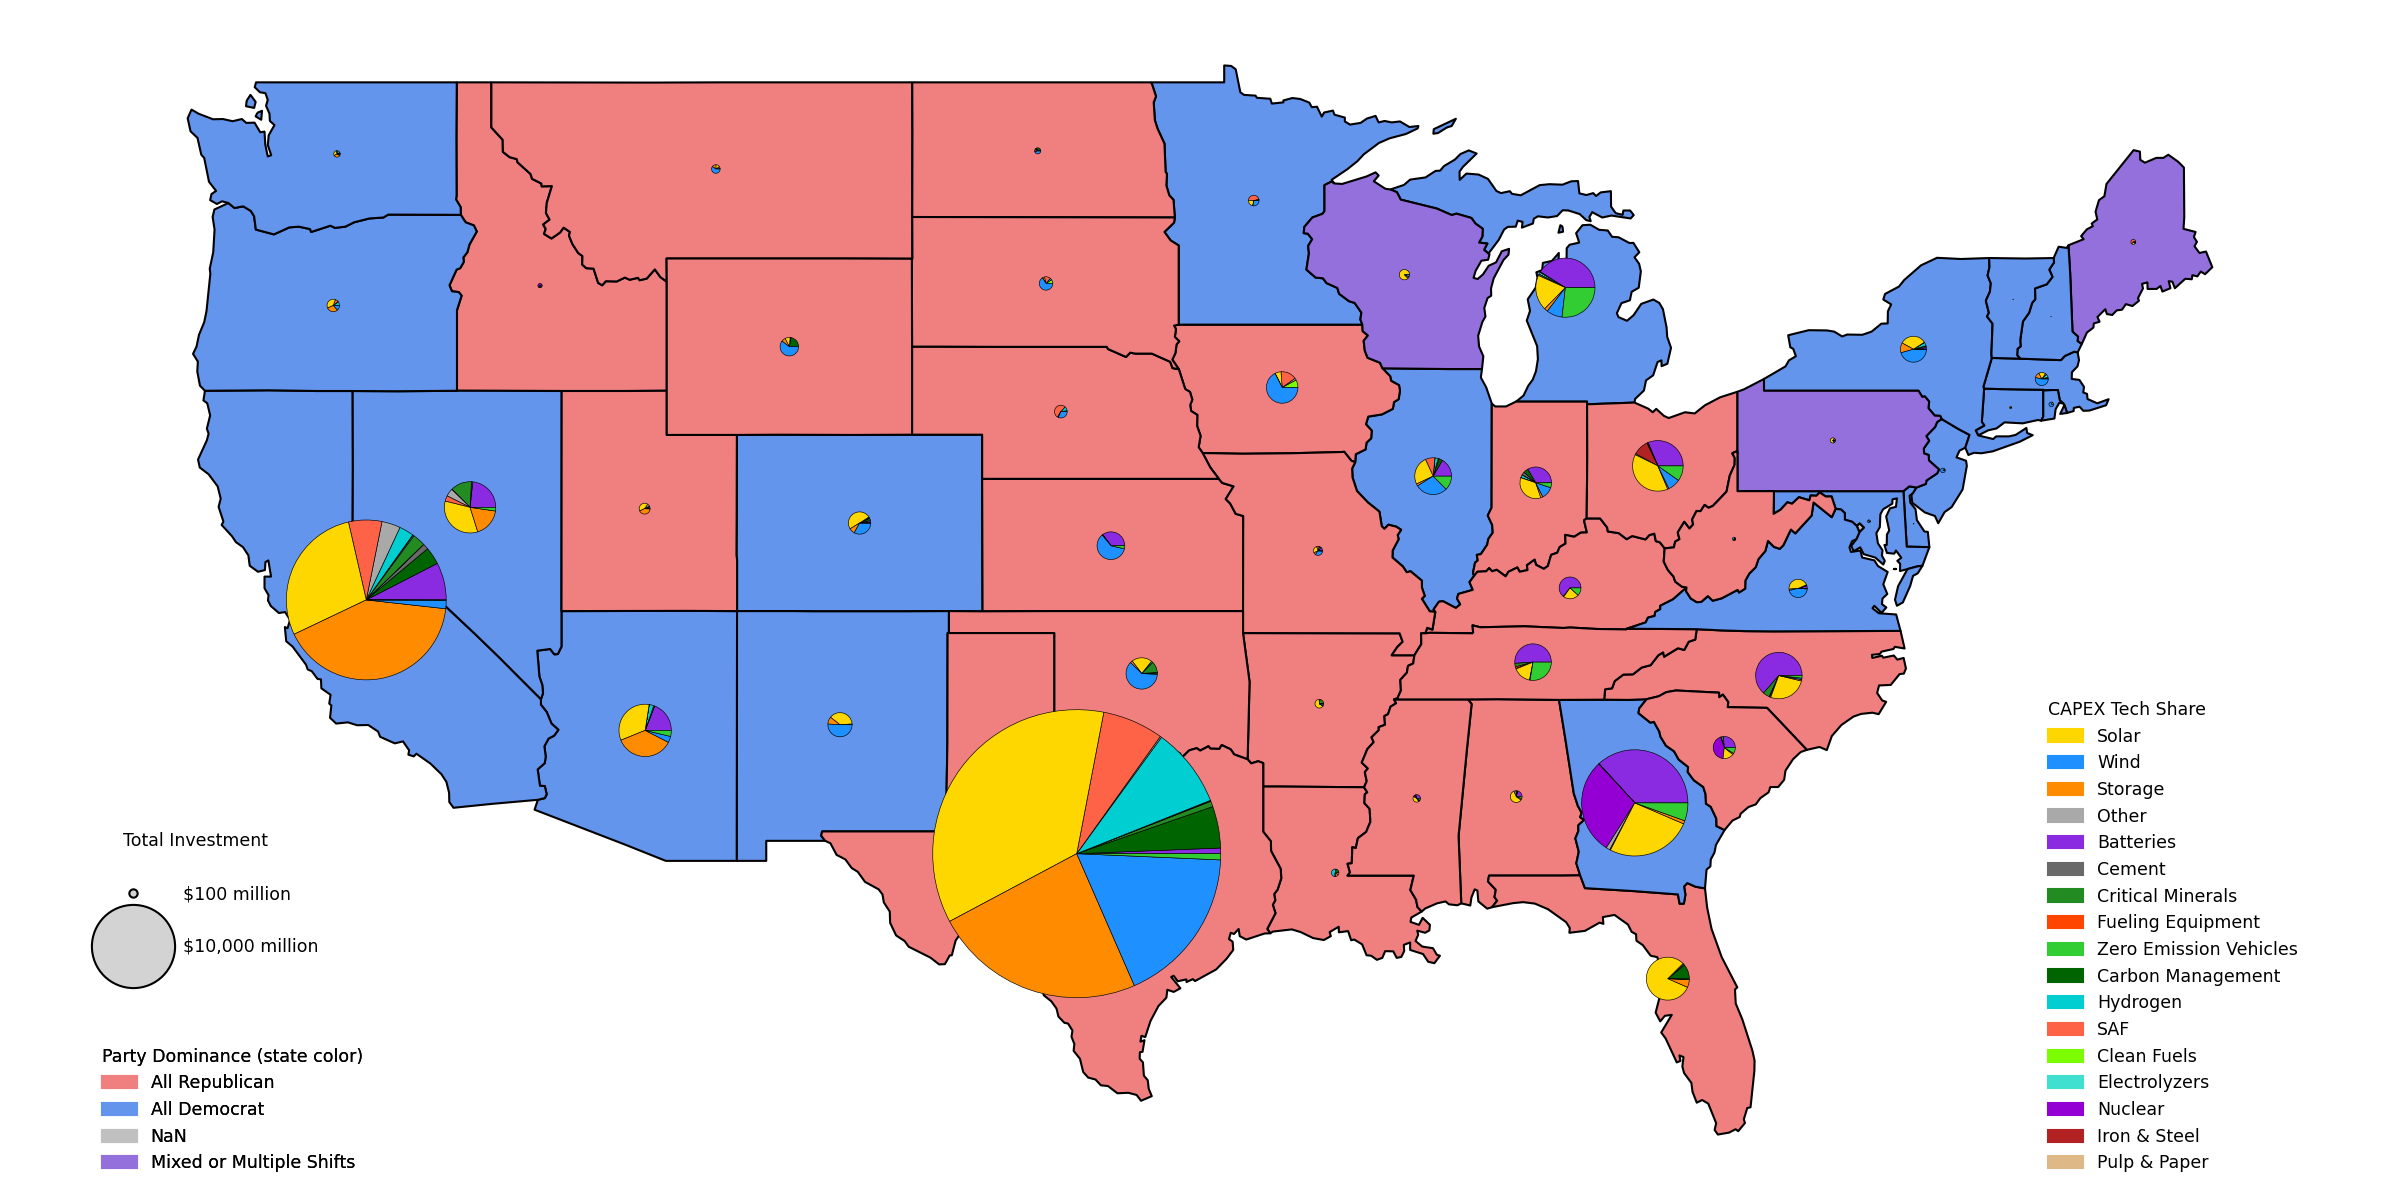 Total Investment
$100 million
$10,000 million
Party Dominance (state color)
All Republican
All Democrat
NaN
Mixed or Multiple Shifts
CAPEX Tech Share
Solar
Wind
Storage
Other
Batteries
Cement
Critical Minerals
Fueling Equipment
Zero Emission Vehicles
Carbon Management
Hydrogen
SAF
Clean Fuels
Electrolyzers
Nuclear
Iron & Steel
Pulp & Paper